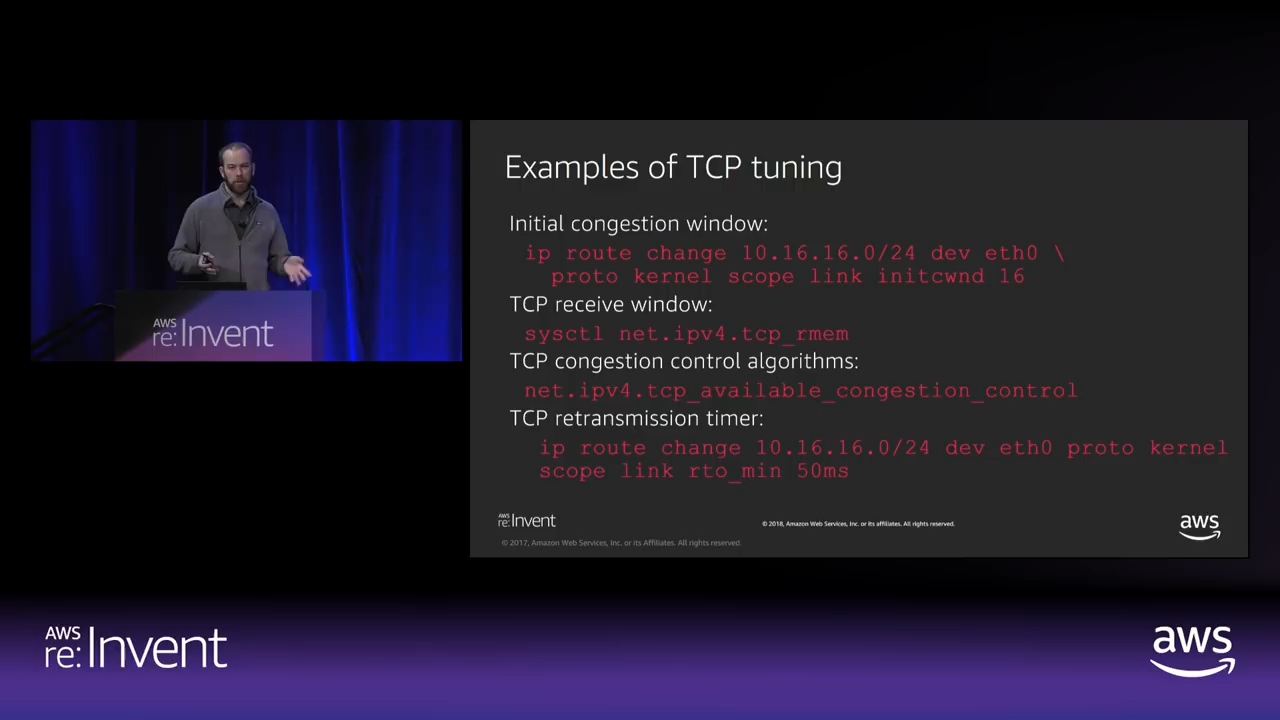 AWS
re:Invent
Examples of TCP tuning
Initial congestion window:
ip route change 10.16.16.0/24 dev eth0 \
proto kernel scope link initcwnd 16
TCP receive window:
sysctl net.ipv4.tcp_rmem
TCP congestion control algorithms:
net.ipv4.tcp_available_congestion_control
TCP retransmission timer:
ip route change 10.16.16.0/24 dev eth0 proto kernel
scope link rto_min 50ms
AWS
re:Invent
© 2018, Amazon Web Services, Inc. or its affiliates. All rights reserved.
aws
© 2017, Amazon Web Services, Inc. or its Affiliates. All rights reserved.
AWS
re:Invent
aws